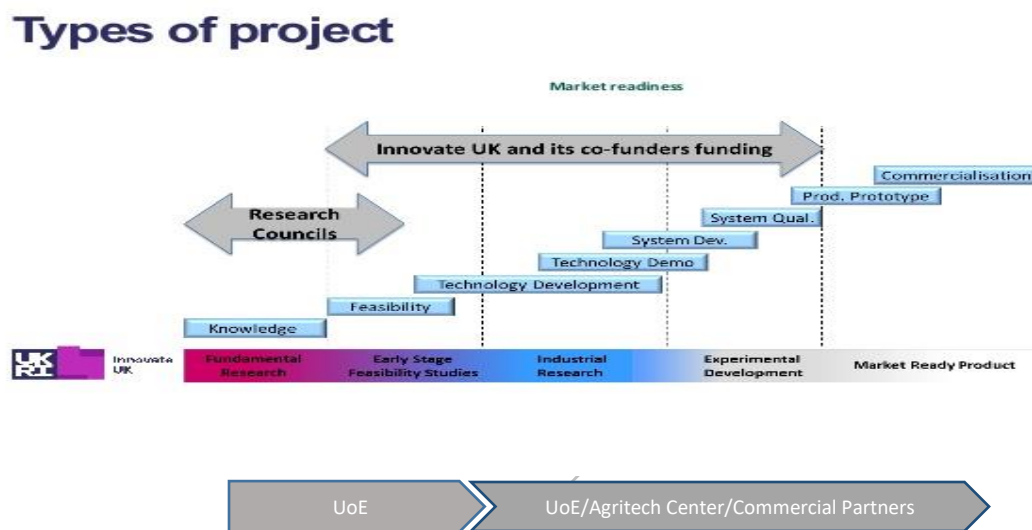 Types of project
Market readiness
Innovate UK and its co-funders funding
Commercialisation
Prod. Prototype
Research
Councils
System Qual.
System Dev.
Technology Demo
Technology Development
Feasibility
Knowledge
UK
RI
Innovate
UK
Fundamental
Research
Early Stage
Feasibility Studies
Industrial
Research
Experimental
Development
Market Ready Product
UoE
UoE/Agritech Center/Commercial Partners